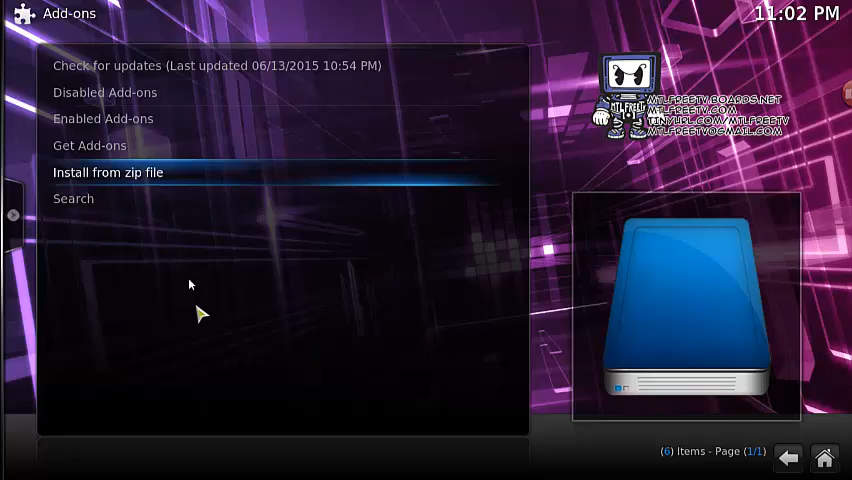 Add-ons
11:02 PM
Check for updates (Last updated 06/13/2015 10:54 PM)
Disabled Add-ons
Enabled Add-ons
Get Add-ons
Install from zip file
Search
MTLFREETV.BOARDS.NET
MTLFREETV.COM
TINYURL.COM/MTLFREETV
MTLFREETV@GMAIL.COM
MTLFREETV
(6) Items - Page (1/1)